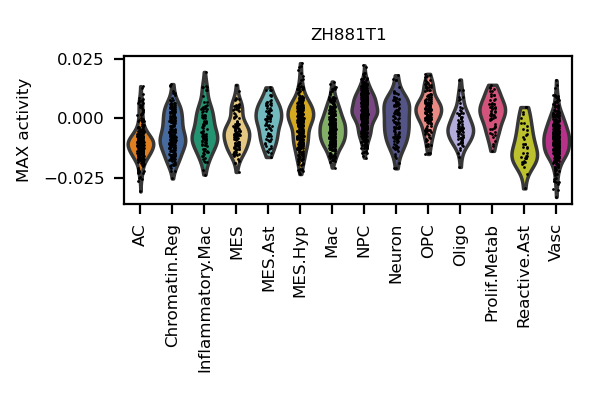 ZH881T1
MAX activity
0.025
0.000
−0.025
AC
Chromatin.Reg
Inflammatory.Mac
MES
MES.Ast
MES.Hyp
Mac
NPC
Neuron
OPC
Oligo
Prolif.Metab
Reactive.Ast
Vasc